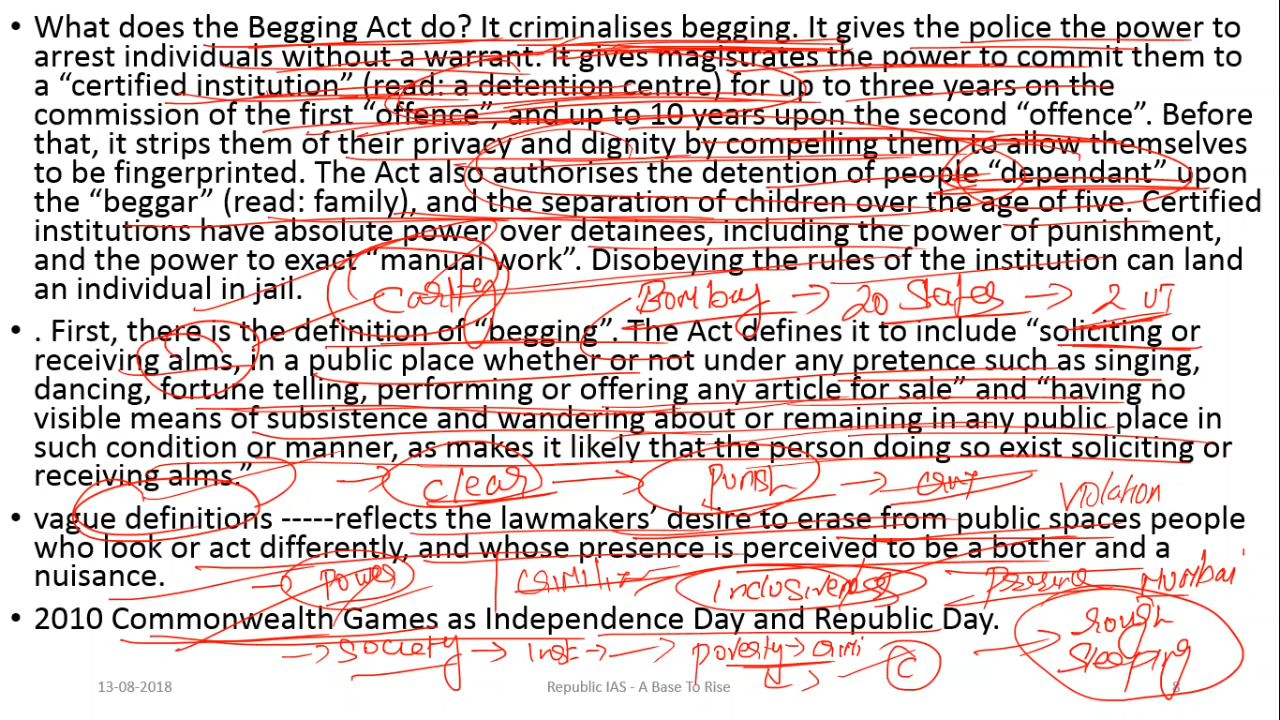 • What does the Begging Act do? It criminalises begging. It gives the police the power to
arrest individuals without a warrant. It gives magistrates the power to commit them to
a “certified institution” (read: a detention centre) for up to three years on the
commission of the first “offence”, and up to 10 years upon the second “offence”. Before
that, it strips them of their privacy and dignity by compelling them to allow themselves
to be fingerprinted. The Act also authorises the detention of people “dependant” upon
the “beggar” (read: family), and the separation of children over the age of five. Certified
institutions have absolute power over detainees, including the power of punishment,
and the power to exact “manual work”. Disobeying the rules of the institution can land
an individual in jail.
Bombay → 20 States → 2 UT
• . First, there is the definition of “begging”. The Act defines it to include “soliciting or
receiving alms, in a public place whether or not under any pretence such as singing,
dancing, fortune telling, performing or offering any article for sale” and “having no
visible means of subsistence and wandering about or remaining in any public place in
such condition or manner, as makes it likely that the person doing so exist soliciting or
receiving alms.”
→ clear → Punish →
Violation
• vague definitions -----reflects the lawmakers’ desire to erase from public spaces people
who look or act differently, and whose presence is perceived to be a bother and a
nuisance.
Power Inclusiveness Mumbai
• 2010 Commonwealth Games as Independence Day and Republic Day.
→ society → Inst → → poverty → crimi C → rough
sleeping
13-08-2018 Republic IAS - A Base To Rise 8